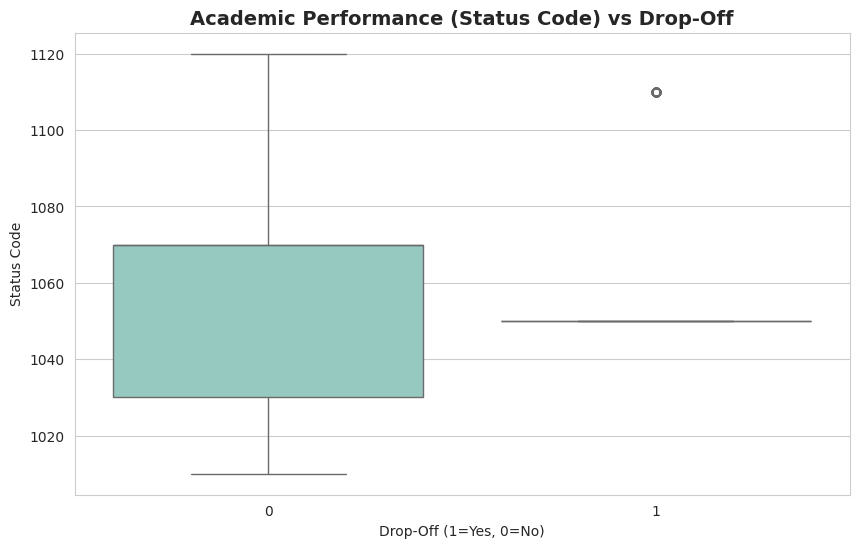 Academic Performance (Status Code) vs Drop-Off
1120
1100
1080
1060
1040
1020
Status Code
0
1
Drop-Off (1=Yes, 0=No)